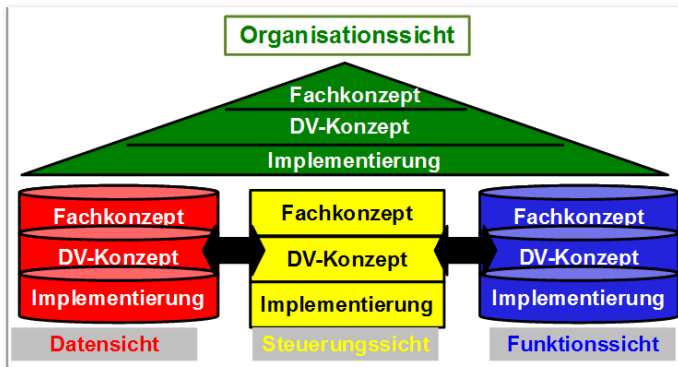 Organisationssicht
Fachkonzept
DV-Konzept
Implementierung
Fachkonzept
DV-Konzept
Implementierung
Datensicht
Fachkonzept
DV-Konzept
Implementierung
Steuerungssicht
Fachkonzept
DV-Konzept
Implementierung
Funktionssicht